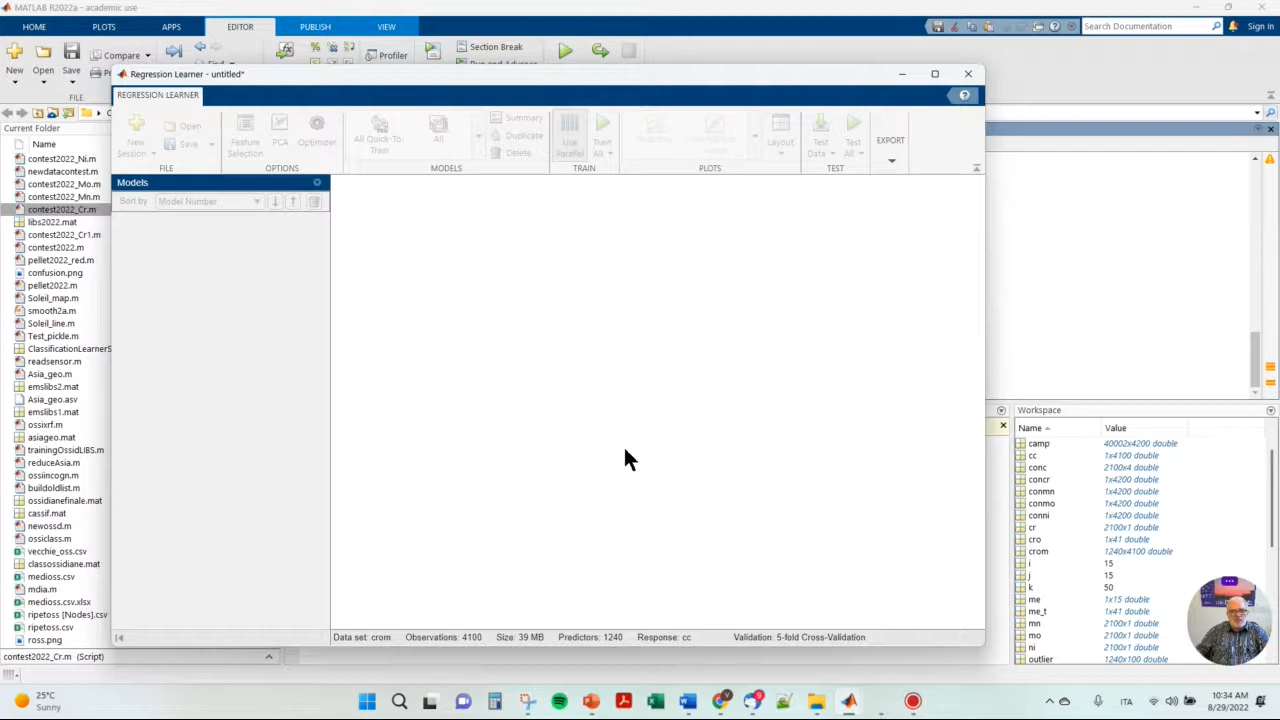 MATLAB R2022a - academic use
HOME PLOTS APPS EDITOR PUBLISH VIEW
Search Documentation Sign In
New Open Save Compare Profiler Section Break
FILE
Regression Learner - untitled*
REGRESSION LEARNER
New Session Open Save Feature Selection PCA Optimizer All Quick-To-Train All Summary Duplicate Delete Use Parallel Train All Layout Test Data Test All EXPORT
FILE OPTIONS MODELS TRAIN PLOTS TEST
Current Folder
Name
contest2022_Ni.m
newdatacontest.m
contest2022_Mo.m
contest2022_Mn.m
contest2022_Cr.m
libs2022.mat
contest2022_Cr1.m
contest2022.m
pellet2022_red.m
confusion.png
pellet2022.m
Soleil_map.m
smooth2a.m
Soleil_line.m
Test_pickle.m
ClassificationLearnerS
readsensor.m
Asia_geo.m
emslibs2.mat
Asia_geo.asv
emslibs1.mat
ossixrf.m
asiageo.mat
trainingOssidLIBS.m
reduceAsia.m
ossiincogn.m
buildoldlist.m
ossidianefinale.mat
cassif.mat
newossd.m
ossiclass.m
vecchie_oss.csv
classossidiane.mat
medioss.csv
mdia.m
medioss.csv.xlsx
ripetoss [Nodes].csv
ripetoss.csv
ross.png
contest2022_Cr.m (Script)
Models
Sort by Model Number
Data set: crom Observations: 4100 Size: 39 MB Predictors: 1240 Response: cc Validation: 5-fold Cross-Validation
Workspace
Name Value
camp 40002x4200 double
cc 1x4100 double
conc 2100x4 double
concr 1x4200 double
conmn 1x4200 double
conmo 1x4200 double
conni 1x4200 double
cr 2100x1 double
cro 1x41 double
crom 1240x4100 double
i 15
j 15
k 50
me 1x15 double
me_t 1x41 double
mn 2100x1 double
mo 2100x1 double
ni 2100x1 double
outlier 1240x100 double
25°C
Sunny
ITA
10:34 AM
8/29/2022